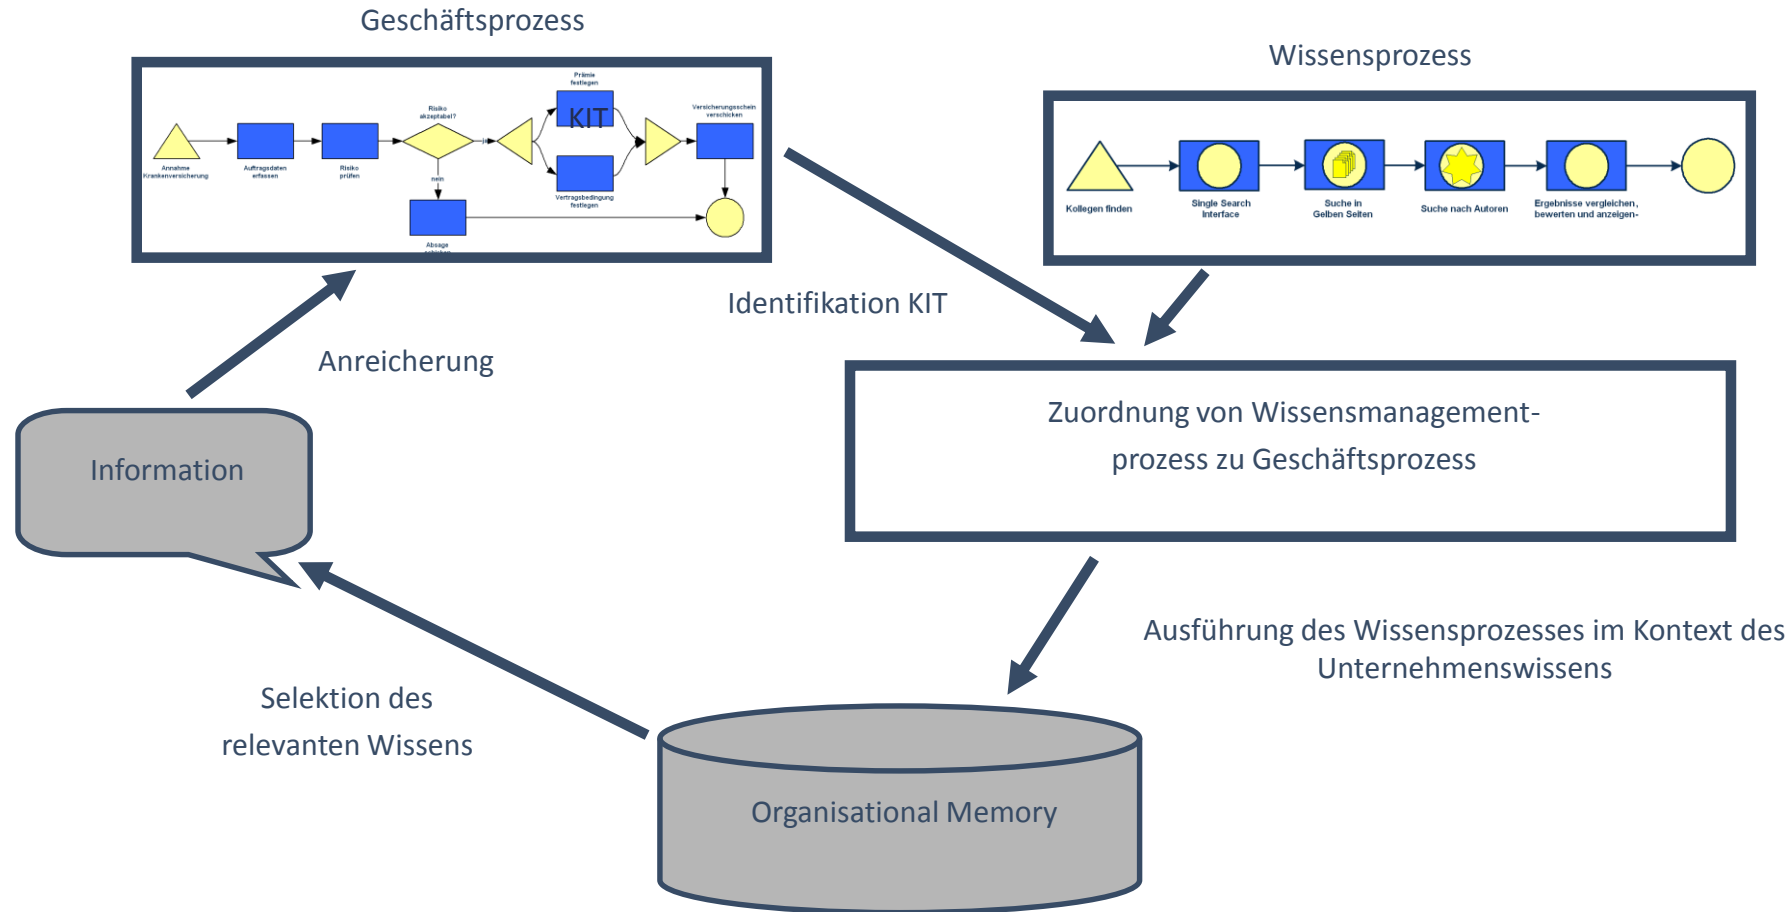 Geschäftsprozess
Wissensprozess
Prämie
festlegen
KIT
Risiko
akzeptabel?
Versicherungsschein
verschicken
ja
Annahme
Krankenversicherung
Auftragsdaten
erfassen
Risiko
prüfen
nein
Vertragsbedingung
festlegen
Absage
Kollegen finden
Single Search
Interface
Suche in
Gelben Seiten
Suche nach Autoren
Ergebnisse vergleichen,
bewerten und anzeigen-
Identifikation KIT
Anreicherung
Zuordnung von Wissensmanagement-
prozess zu Geschäftsprozess
Information
Ausführung des Wissensprozesses im Kontext des
Unternehmenswissens
Selektion des
relevanten Wissens
Organisational Memory